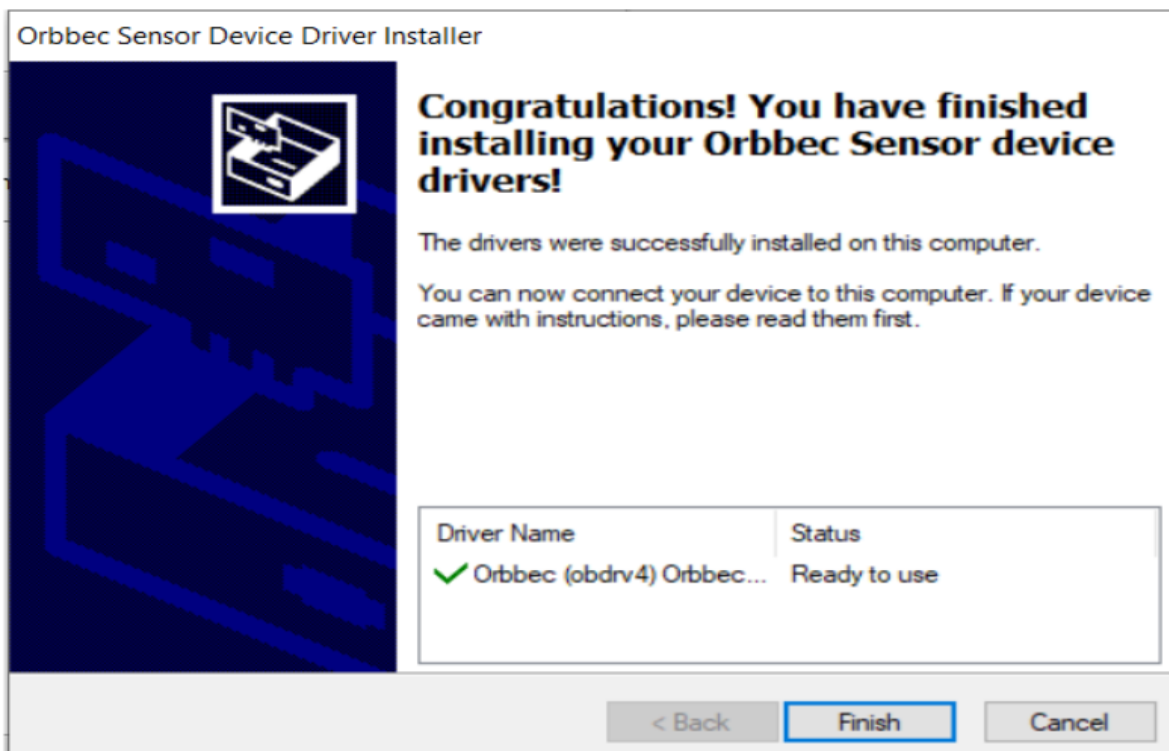 Orbbec Sensor Device Driver Installer
Congratulations! You have finished
installing your Orbbec Sensor device
drivers!
The drivers were successfully installed on this computer.
You can now connect your device to this computer. If your device
came with instructions, please read them first.
Driver Name Status
Orbbec (obdrv4) Orbbec... Ready to use
< Back Finish Cancel